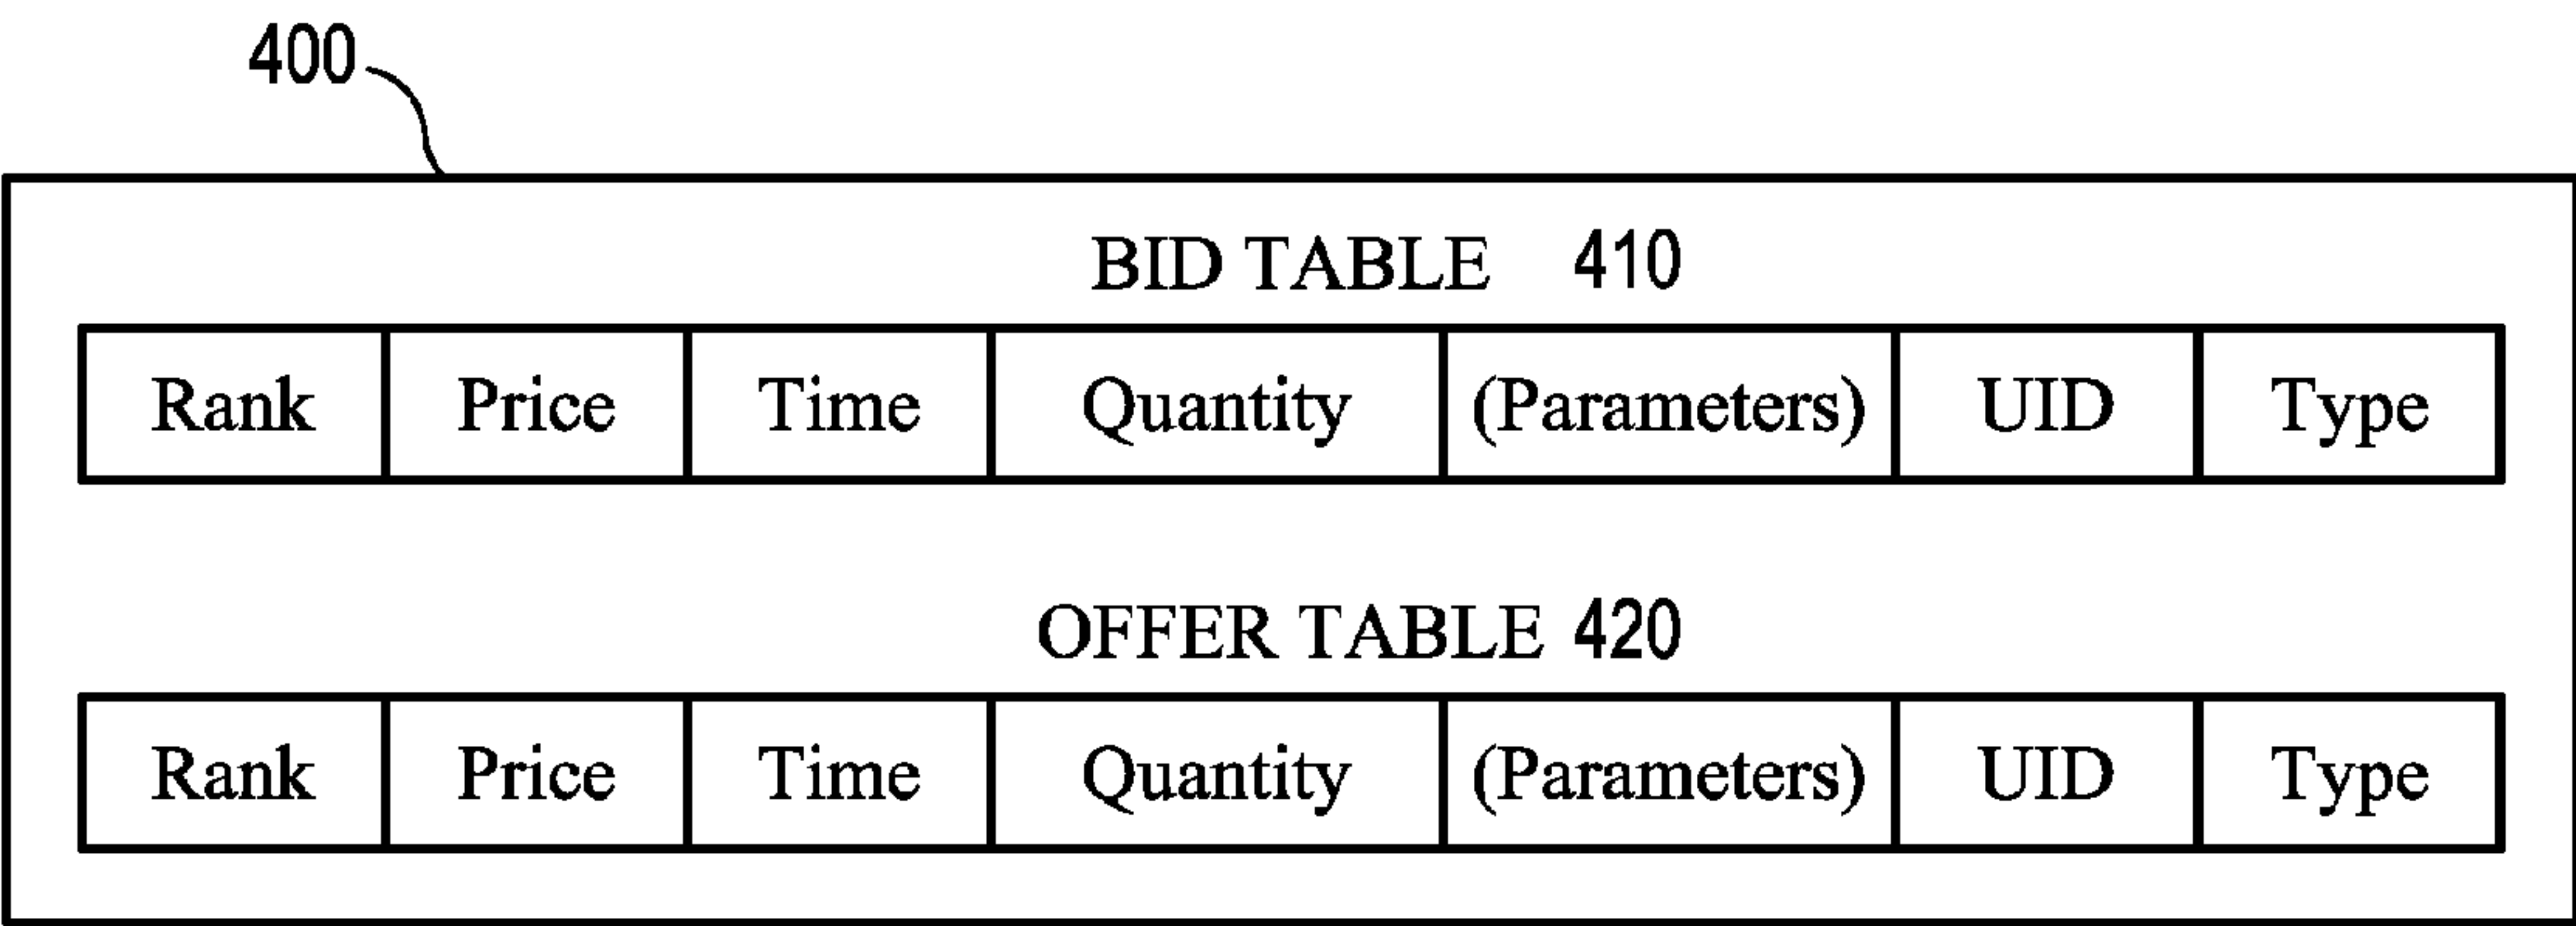 400
BID TABLE 410
Rank Price Time Quantity (Parameters) UID Type
OFFER TABLE 420
Rank Price Time Quantity (Parameters) UID Type